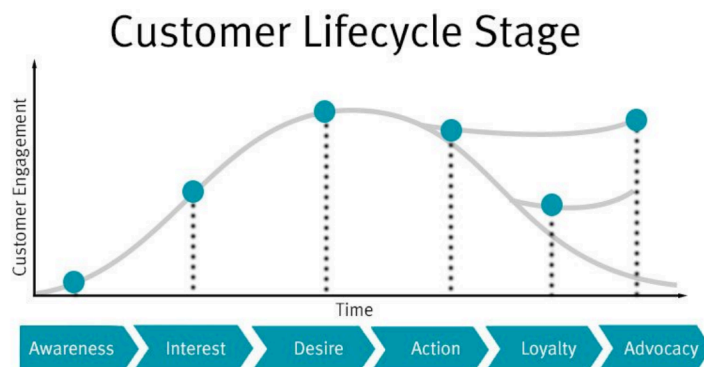 Customer Lifecycle Stage
Customer Engagement
Time
Awareness
Interest
Desire
Action
Loyalty
Advocacy